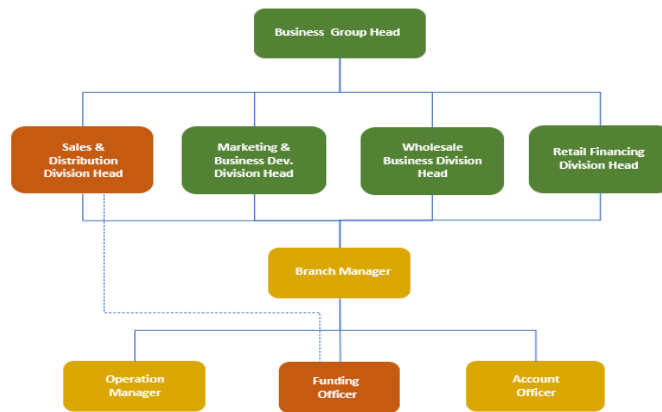 Business Group Head
Sales &
Distribution
Division Head
Marketing &
Business Dev.
Division Head
Wholesale
Business Division
Head
Retail Financing
Division Head
Branch Manager
Operation
Manager
Funding
Officer
Account
Officer